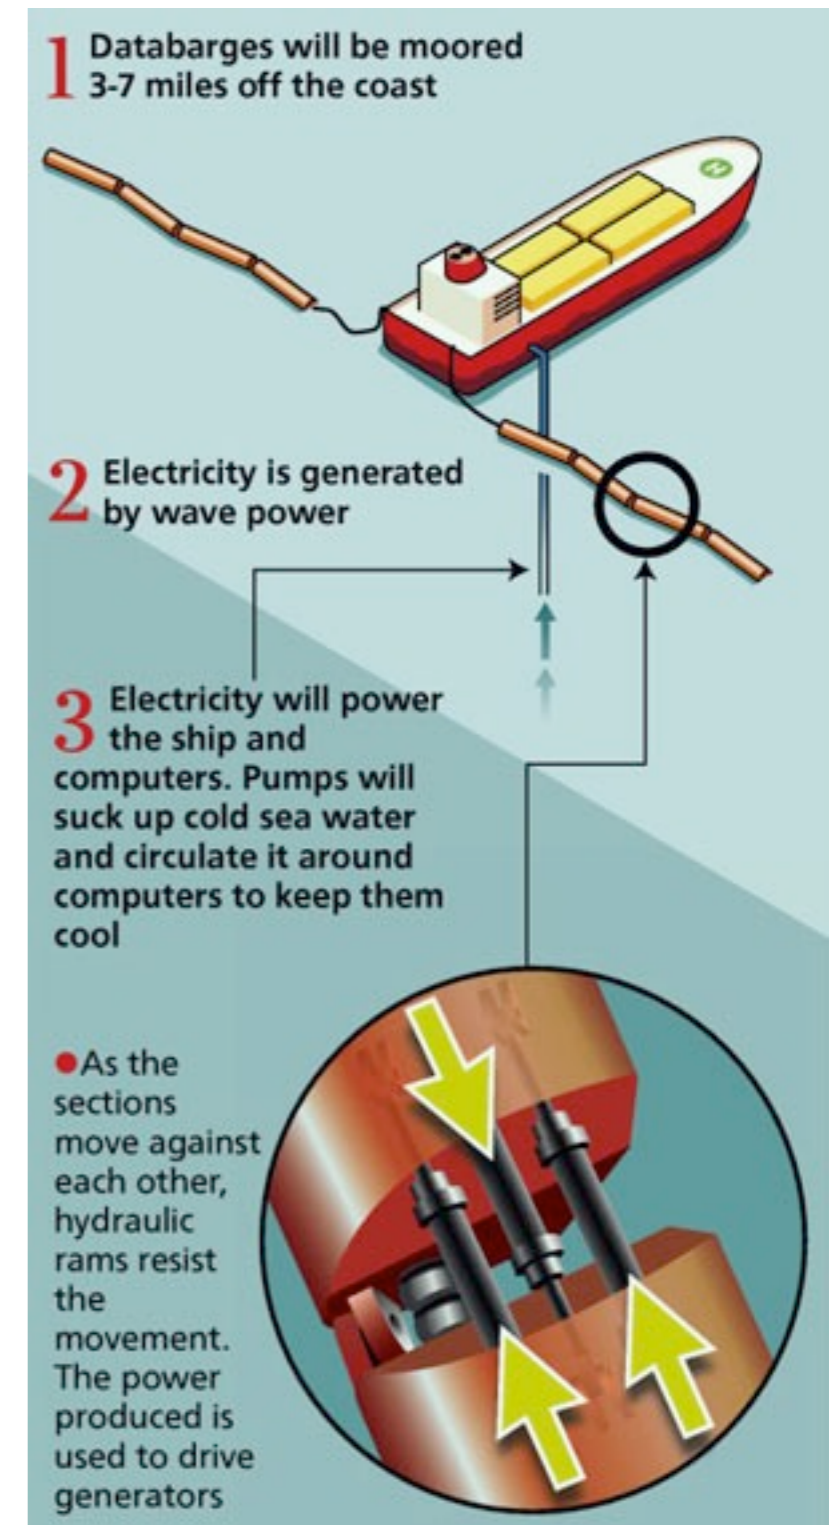 1 Databarges will be moored
3-7 miles off the coast
2 Electricity is generated
by wave power
3 Electricity will power
the ship and
computers. Pumps will
suck up cold sea water
and circulate it around
computers to keep them
cool
●As the
sections
move against
each other,
hydraulic
rams resist
the
movement.
The power
produced is
used to drive
generators